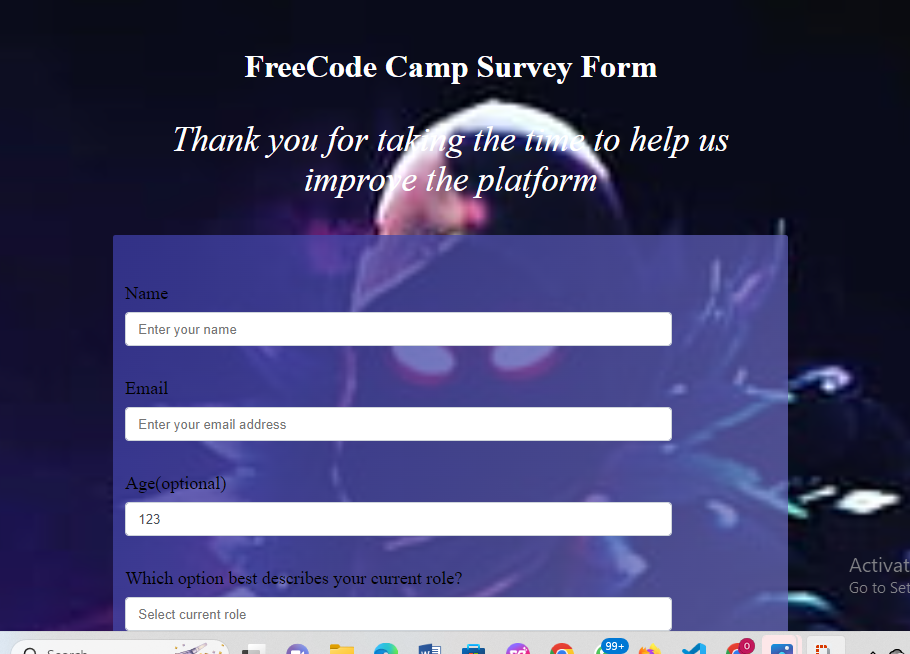 FreeCode Camp Survey Form
Thank you for taking the time to help us
improve the platform
Name
Enter your name
Email
Enter your email address
Age(optional)
123
Which option best describes your current role?
Select current role
Activat
Go to Set
Search
99+
0